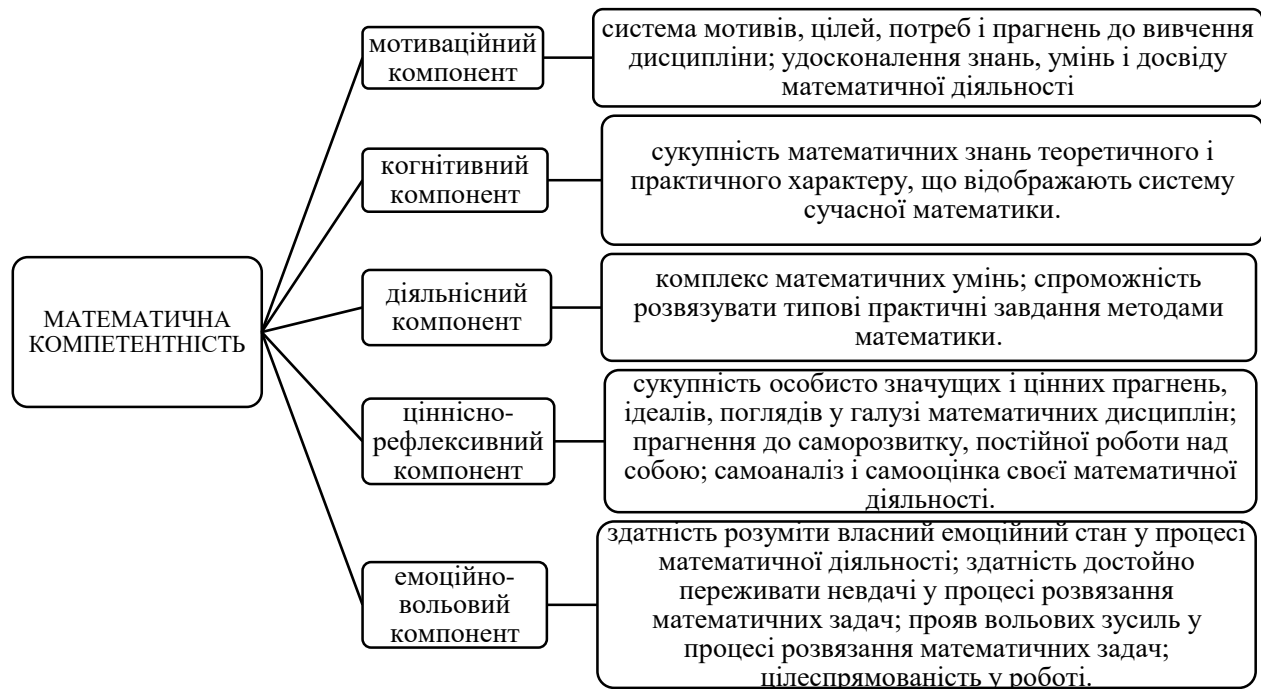 МАТЕМАТИЧНА
КОМПЕТЕНТНІСТЬ
мотиваційний
компонент
система мотивів, цілей, потреб і прагнень до вивчення
дисципліни; удосконалення знань, умінь і досвіду
математичної діяльності
когнітивний
компонент
сукупність математичних знань теоретичного і
практичного характеру, що відображають систему
сучасної математики.
діяльнісний
компонент
комплекс математичних умінь; спроможність
розвязувати типові практичні завдання методами
математики.
ціннісно-
рефлексивний
компонент
сукупність особисто значущих і цінних прагнень,
ідеалів, поглядів у галузі математичних дисциплін;
прагнення до саморозвитку, постійної роботи над
собою; самоаналіз і самооцінка своєї математичної
діяльності.
емоційно-
вольовий
компонент
здатність розуміти власний емоційний стан у процесі
математичної діяльності; здатність достойно
переживати невдачі у процесі розвязання
математичних задач; прояв вольових зусиль у
процесі розвязання математичних задач;
цілеспрямованість у роботі.